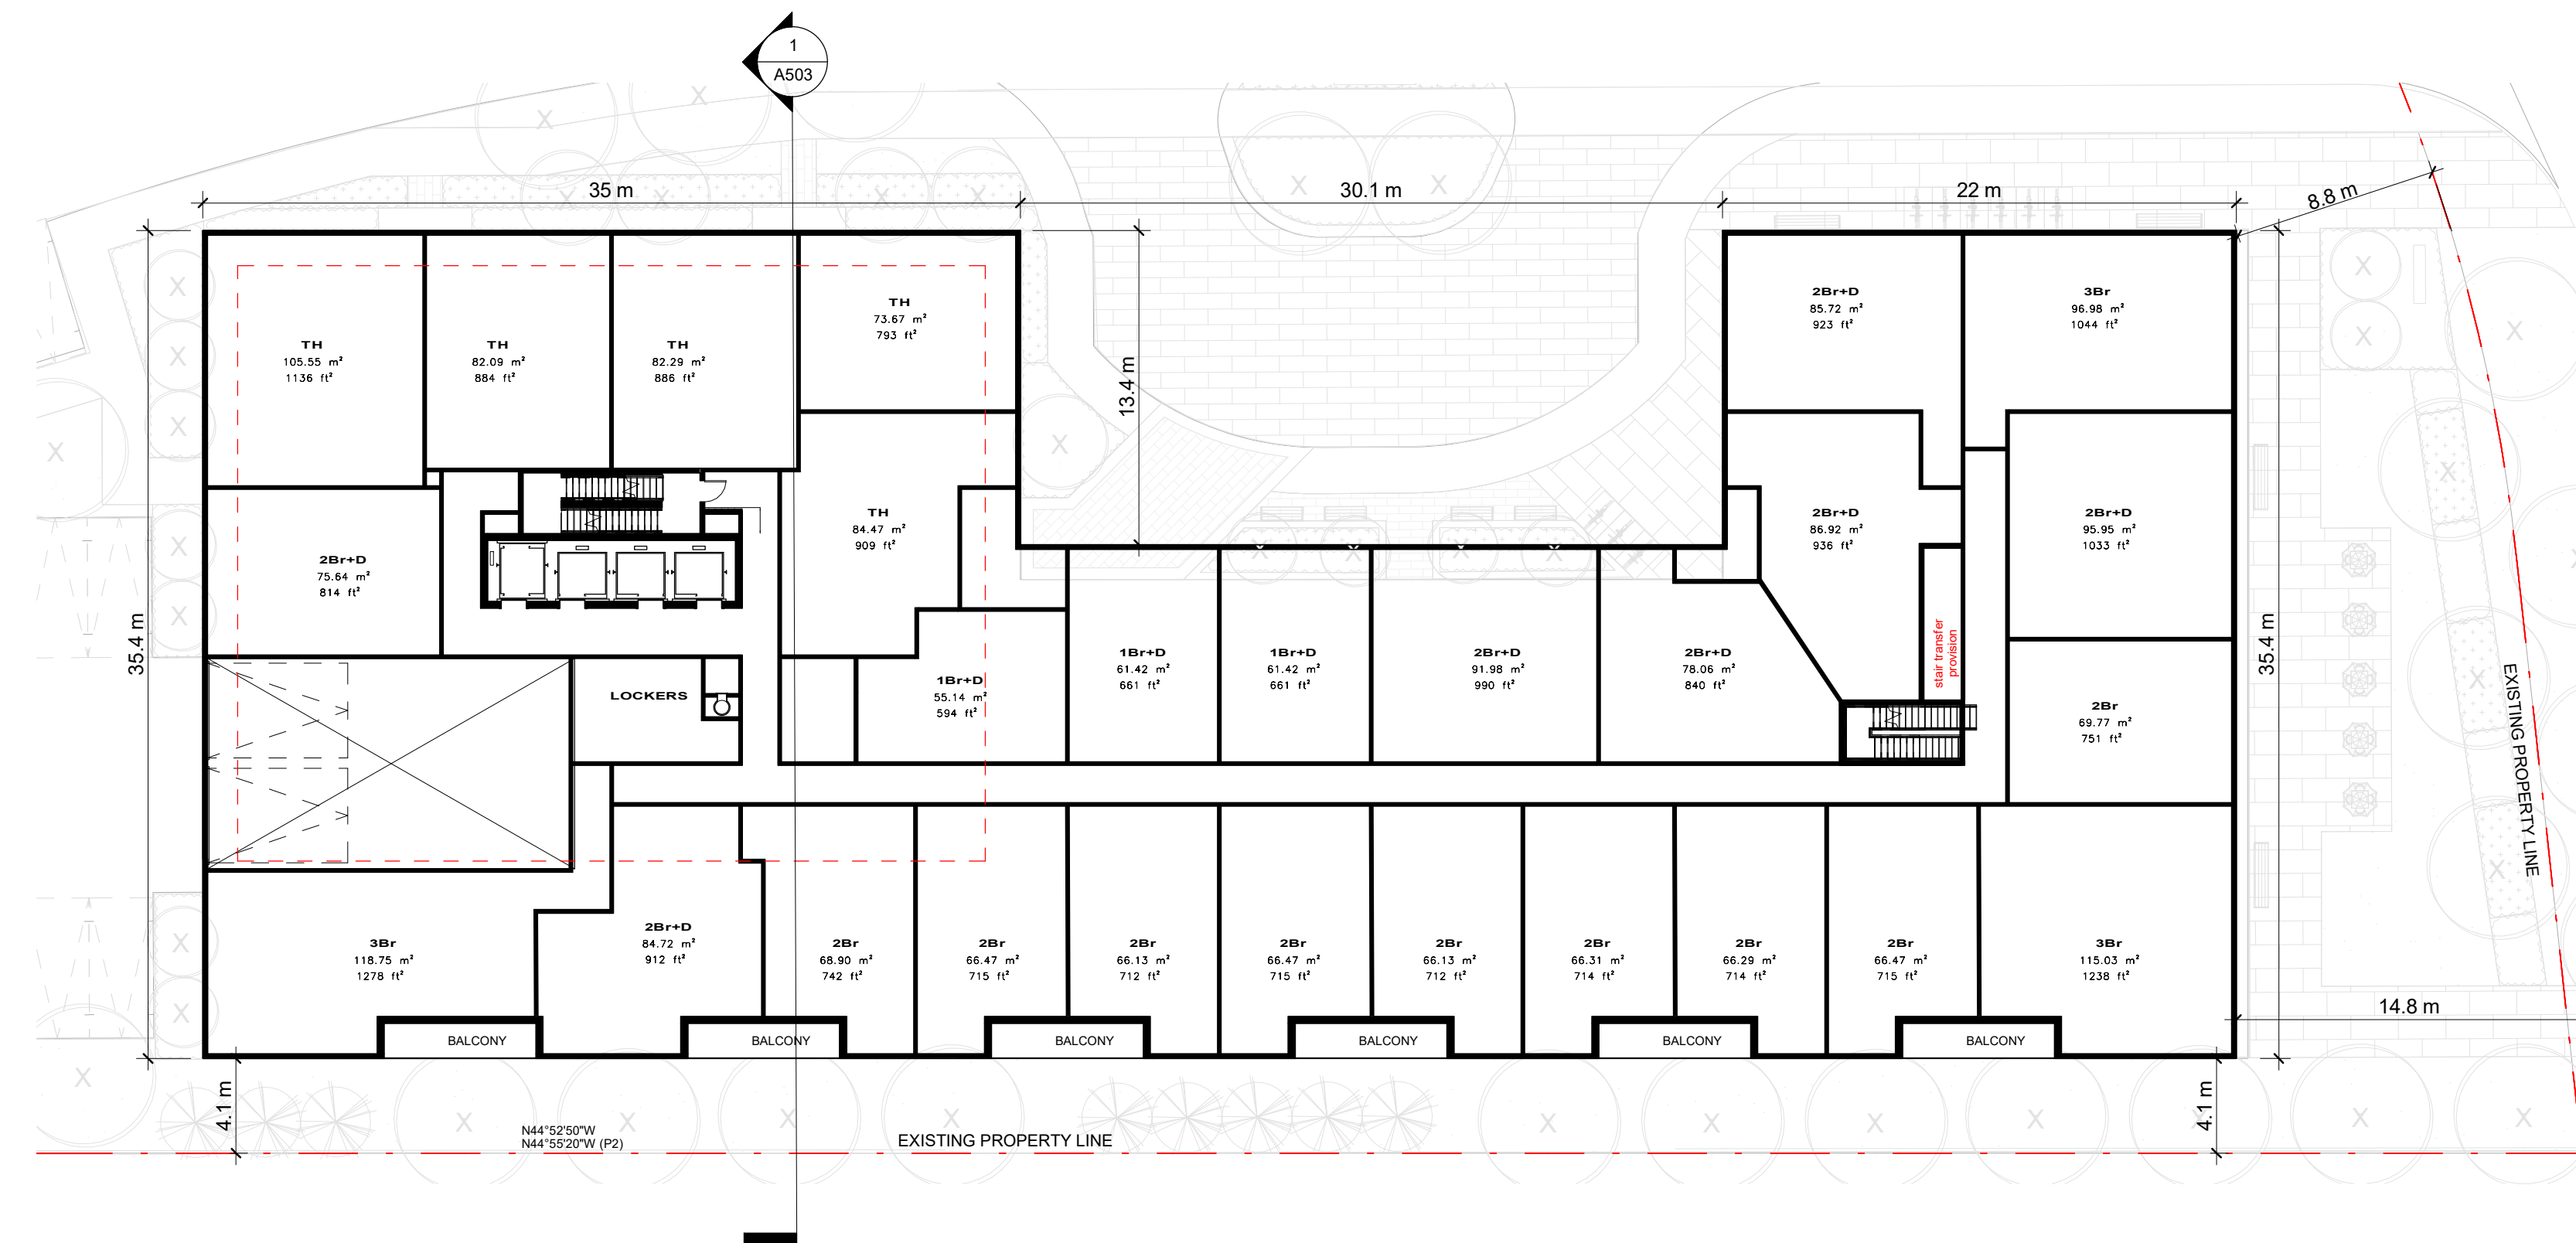 1
A503
35 m
30.1 m
22 m
8.8 m
13.4 m
35.4 m
35.4 m
TH
105.55 m²
1136 ft²
TH
82.09 m²
884 ft²
TH
82.29 m²
886 ft²
TH
73.67 m²
793 ft²
2Br+D
85.72 m²
923 ft²
3Br
96.98 m²
1044 ft²
2Br+D
75.64 m²
814 ft²
TH
84.47 m²
909 ft²
2Br+D
86.92 m²
936 ft²
2Br+D
95.95 m²
1033 ft²
LOCKERS
1Br+D
55.14 m²
594 ft²
1Br+D
61.42 m²
661 ft²
1Br+D
61.42 m²
661 ft²
2Br+D
91.98 m²
990 ft²
2Br+D
78.06 m²
840 ft²
stair transfer
provision
2Br
69.77 m²
751 ft²
EXISTING PROPERTY LINE
3Br
118.75 m²
1278 ft²
2Br+D
84.72 m²
912 ft²
2Br
68.90 m²
742 ft²
2Br
66.47 m²
715 ft²
2Br
66.13 m²
712 ft²
2Br
66.47 m²
715 ft²
2Br
66.13 m²
712 ft²
2Br
66.31 m²
714 ft²
2Br
66.29 m²
714 ft²
2Br
66.47 m²
715 ft²
3Br
115.03 m²
1238 ft²
14.8 m
BALCONY
BALCONY
BALCONY
BALCONY
BALCONY
BALCONY
4.1 m
4.1 m
N44°52'50"W
N44°55'20"W (P2)
EXISTING PROPERTY LINE